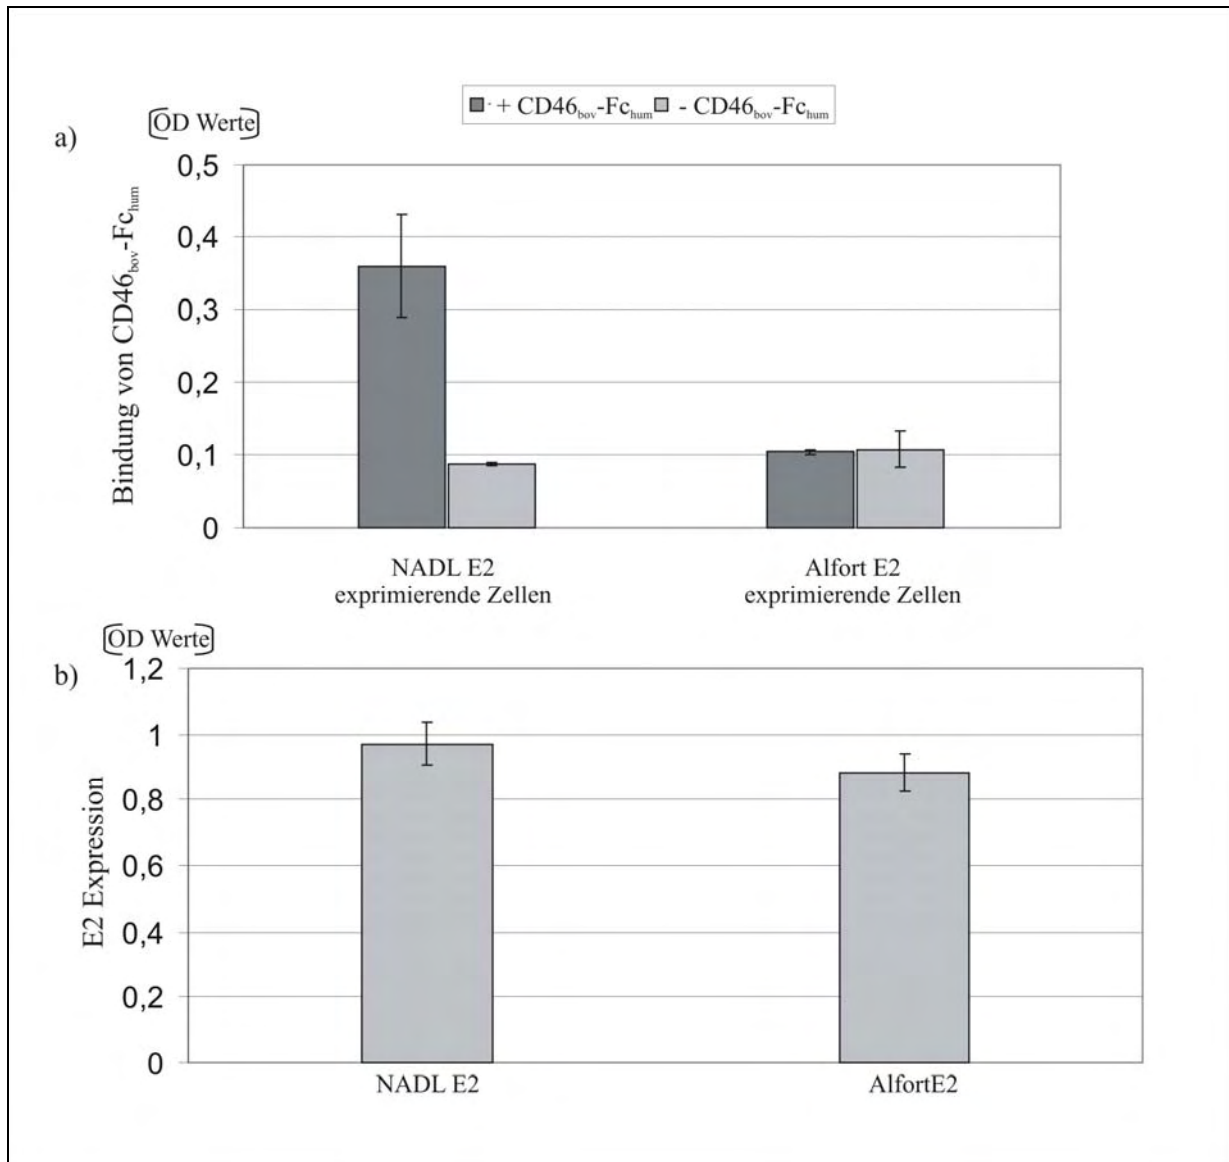 + CD46bov-Fchum - CD46bov-Fchum
[OD Werte]
a)
Bindung von CD46bov-Fchum
0,5
0,4
0,3
0,2
0,1
0
NADL E2
exprimierende Zellen
Alfort E2
exprimierende Zellen
[OD Werte]
b)
E2 Expression
1,2
1
0,8
0,6
0,4
0,2
0
NADL E2
AlfortE2